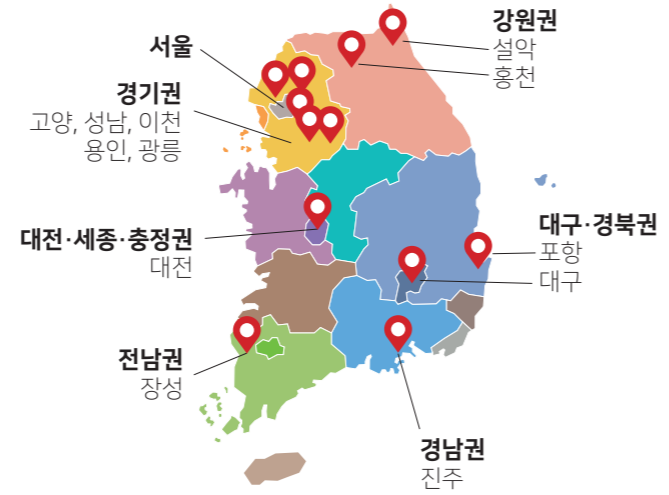 강원권
설악
홍천
서울
경기권
고양, 성남, 이천
용인, 광릉
대전·세종·충정권
대전
대구·경북권
포항
대구
전남권
장성
경남권
진주